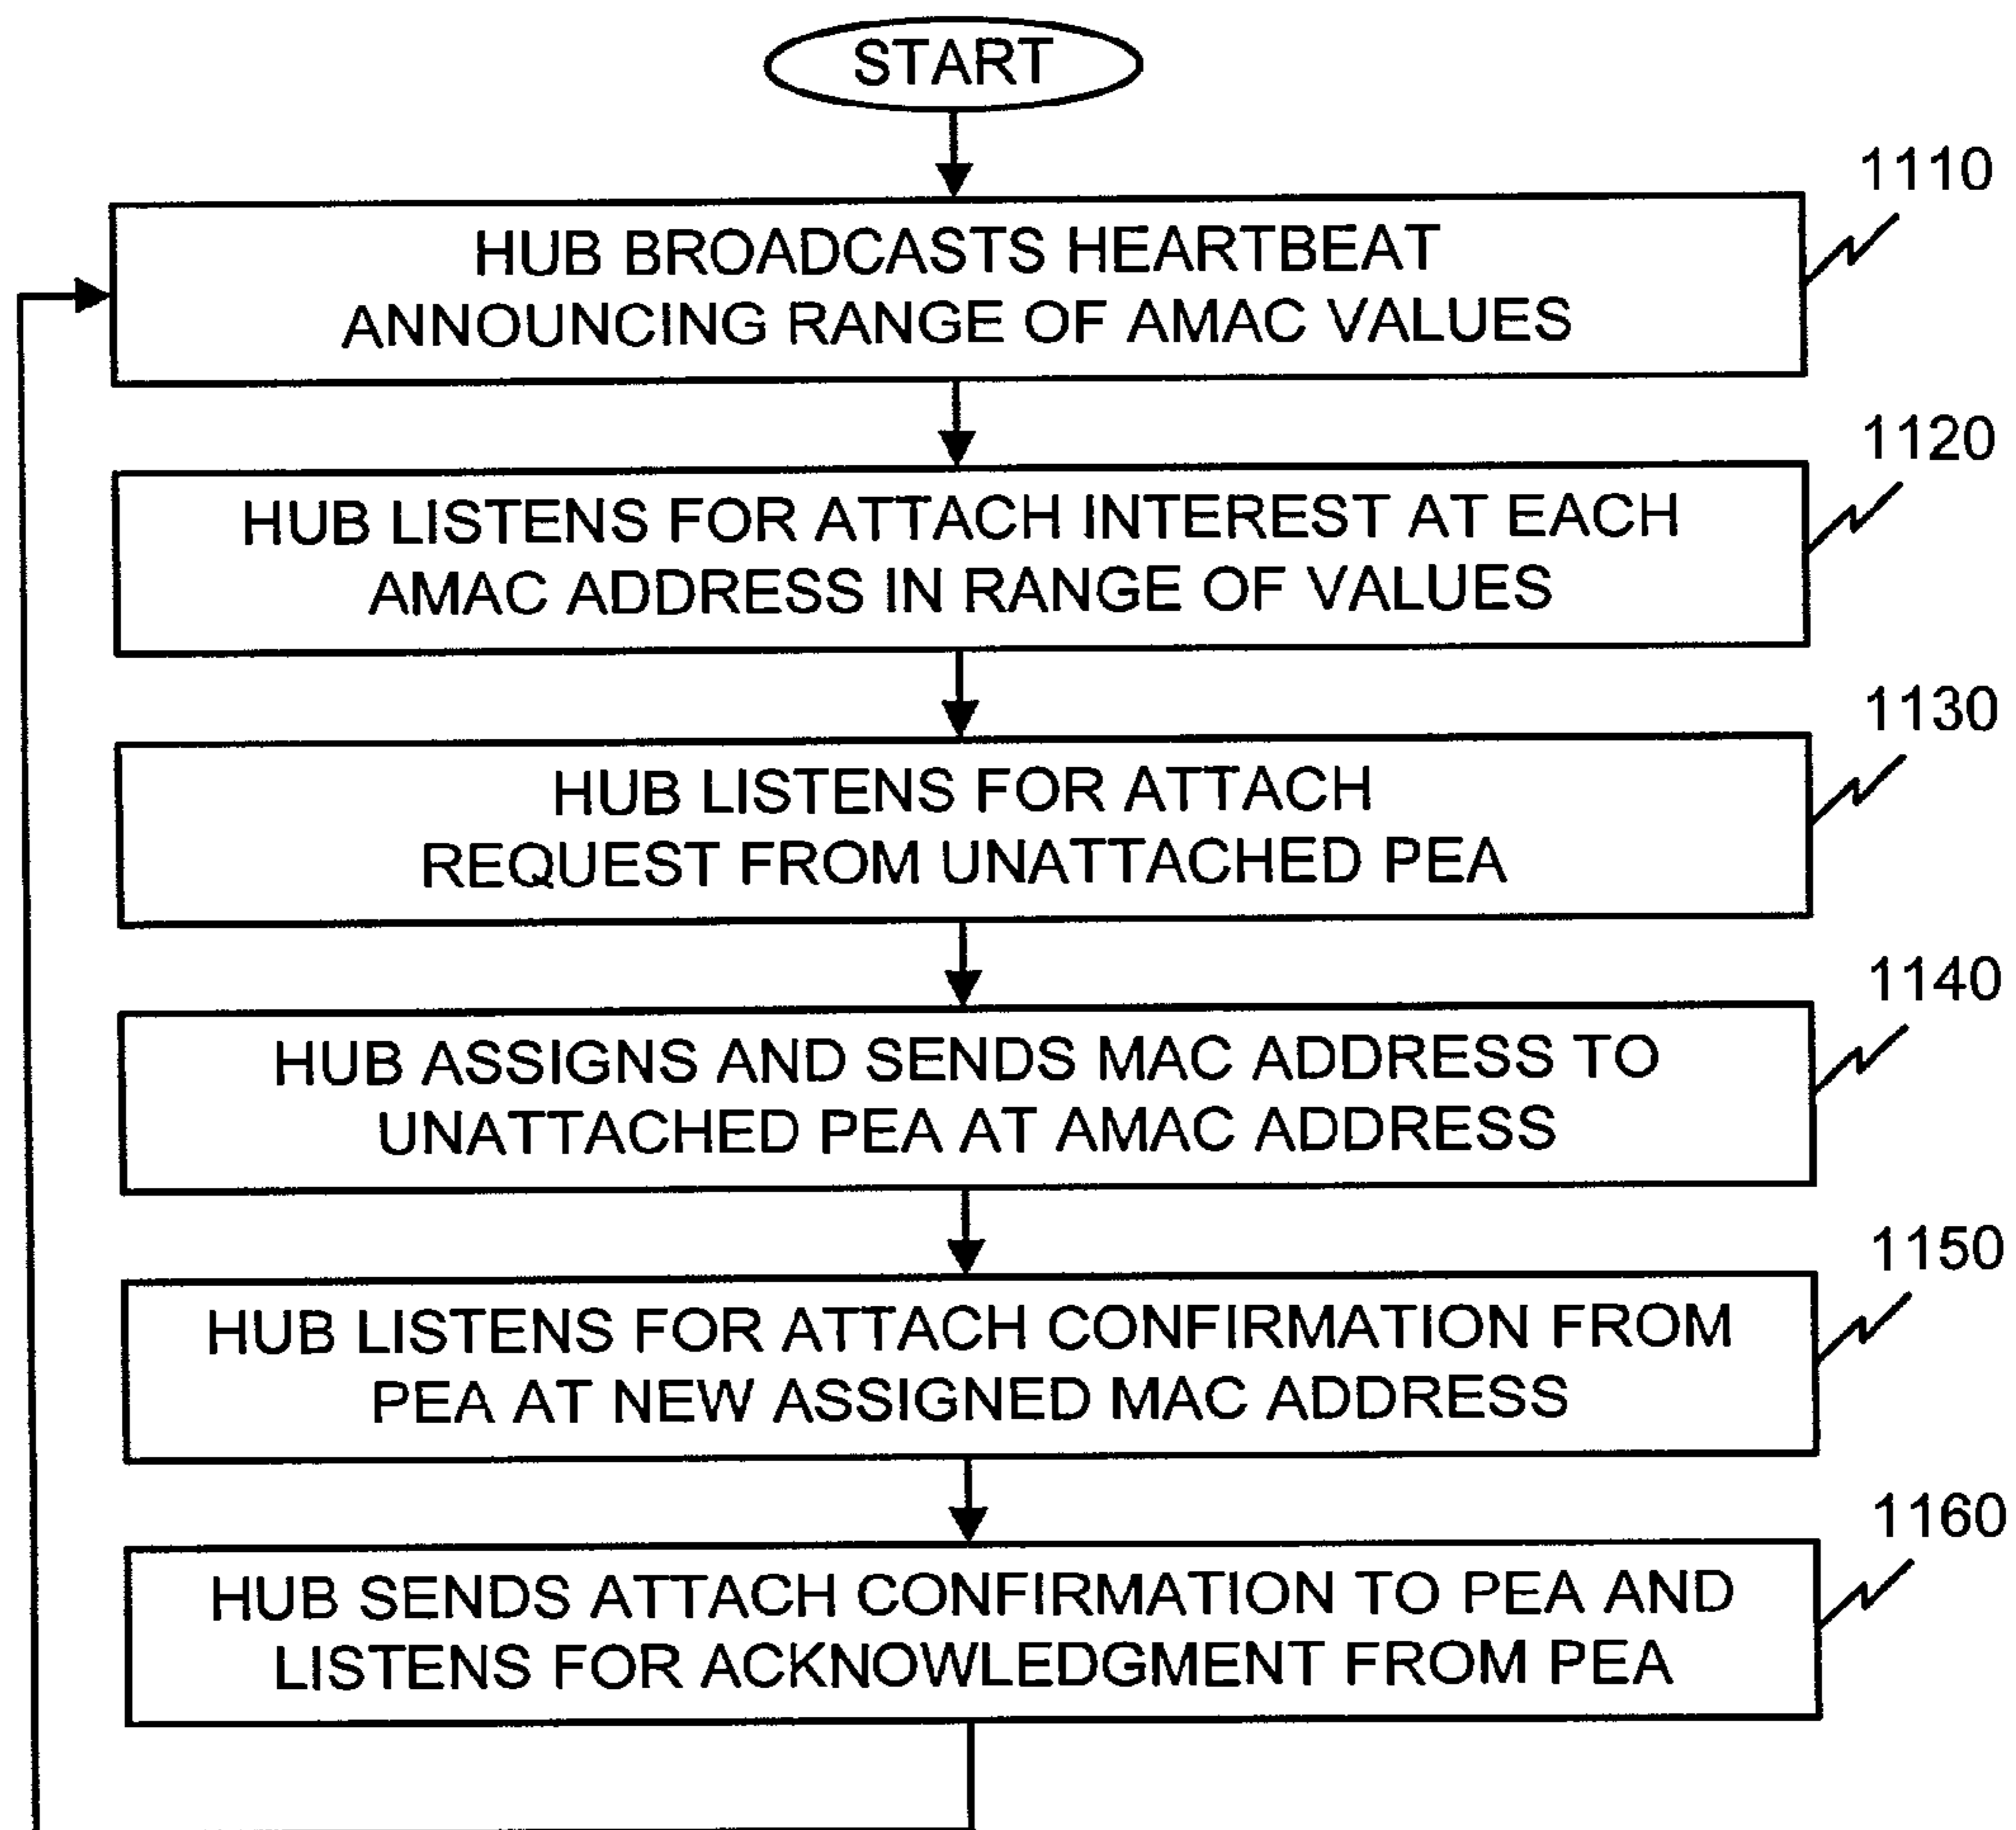 START
1110
HUB BROADCASTS HEARTBEAT
ANNOUNCING RANGE OF AMAC VALUES
1120
HUB LISTENS FOR ATTACH INTEREST AT EACH
AMAC ADDRESS IN RANGE OF VALUES
1130
HUB LISTENS FOR ATTACH
REQUEST FROM UNATTACHED PEA
1140
HUB ASSIGNS AND SENDS MAC ADDRESS TO
UNATTACHED PEA AT AMAC ADDRESS
1150
HUB LISTENS FOR ATTACH CONFIRMATION FROM
PEA AT NEW ASSIGNED MAC ADDRESS
1160
HUB SENDS ATTACH CONFIRMATION TO PEA AND
LISTENS FOR ACKNOWLEDGMENT FROM PEA